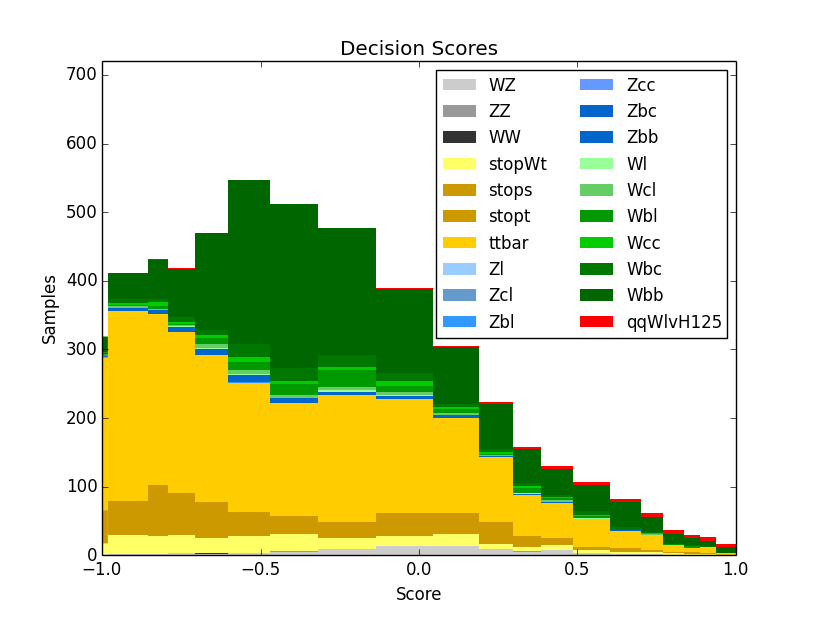 Decision Scores
700
600
500
400
300
200
100
0
Samples
WZ
ZZ
WW
stopWt
stops
stopt
ttbar
Zl
Zcl
Zbl
Zcc
Zbc
Zbb
Wl
Wcl
Wbl
Wcc
Wbc
Wbb
qqWlvH125
−1.0 −0.5 0.0 0.5 1.0
Score